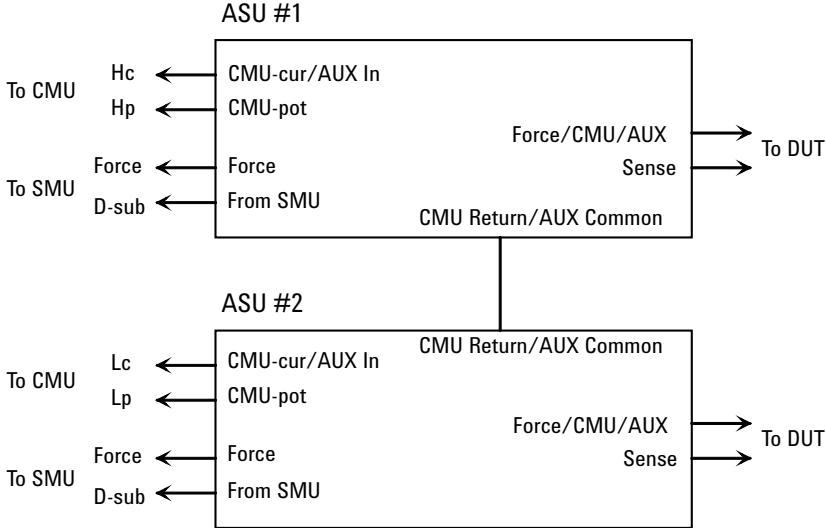 ASU #1
To CMU
Hc
CMU-cur/AUX In
Hp
CMU-pot
Force/CMU/AUX
Sense
To DUT
To SMU
Force
Force
D-sub
From SMU
CMU Return/AUX Common
ASU #2
CMU Return/AUX Common
To CMU
Lc
CMU-cur/AUX In
Lp
CMU-pot
Force/CMU/AUX
Sense
To DUT
To SMU
Force
Force
D-sub
From SMU